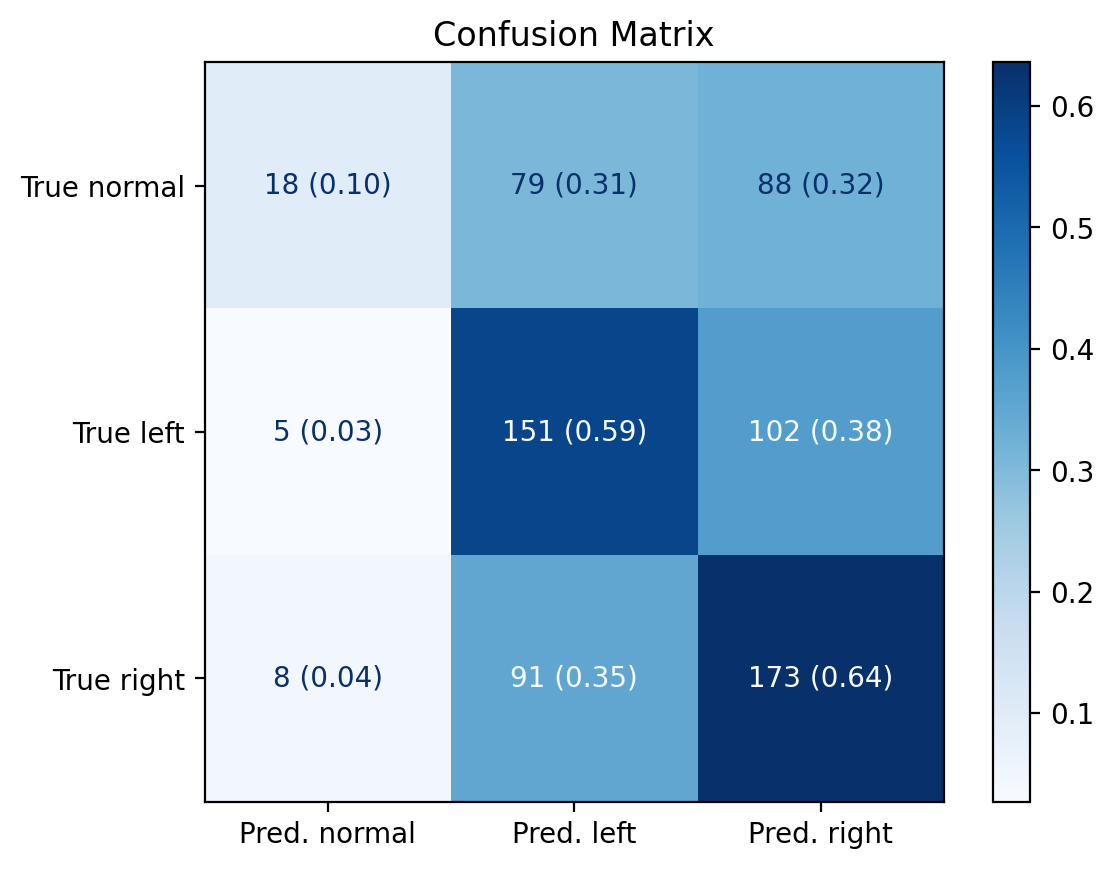 Confusion Matrix
True normal 18 (0.10) 79 (0.31) 88 (0.32)
True left 5 (0.03) 151 (0.59) 102 (0.38)
True right 8 (0.04) 91 (0.35) 173 (0.64)
Pred. normal Pred. left Pred. right
0.6
0.5
0.4
0.3
0.2
0.1